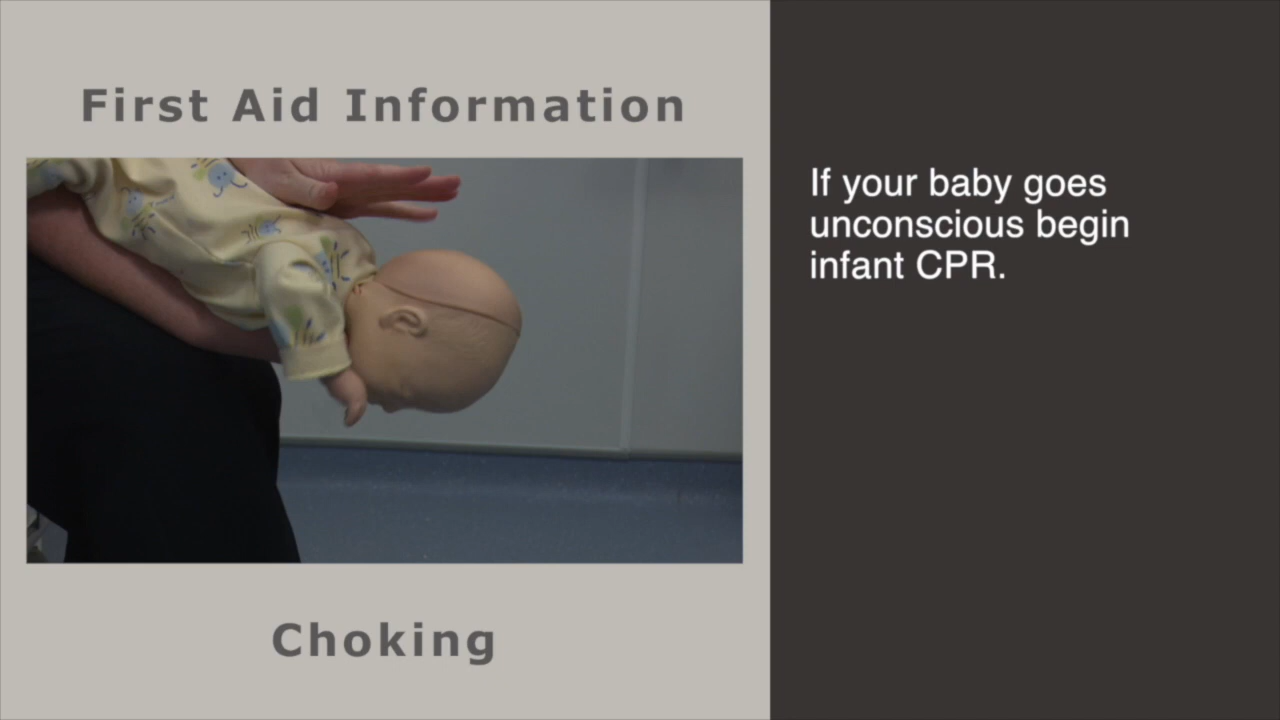 First Aid Information
If your baby goes
unconscious begin
infant CPR.
Choking